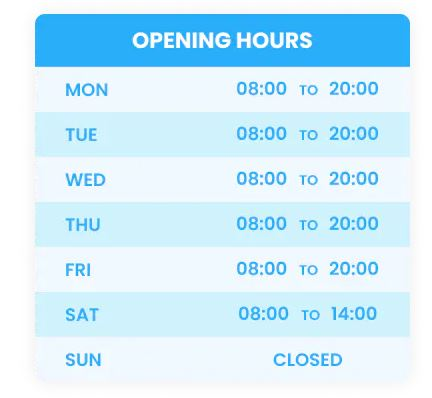 OPENING HOURS
MON 08:00 TO 20:00
TUE 08:00 TO 20:00
WED 08:00 TO 20:00
THU 08:00 TO 20:00
FRI 08:00 TO 20:00
SAT 08:00 TO 14:00
SUN CLOSED